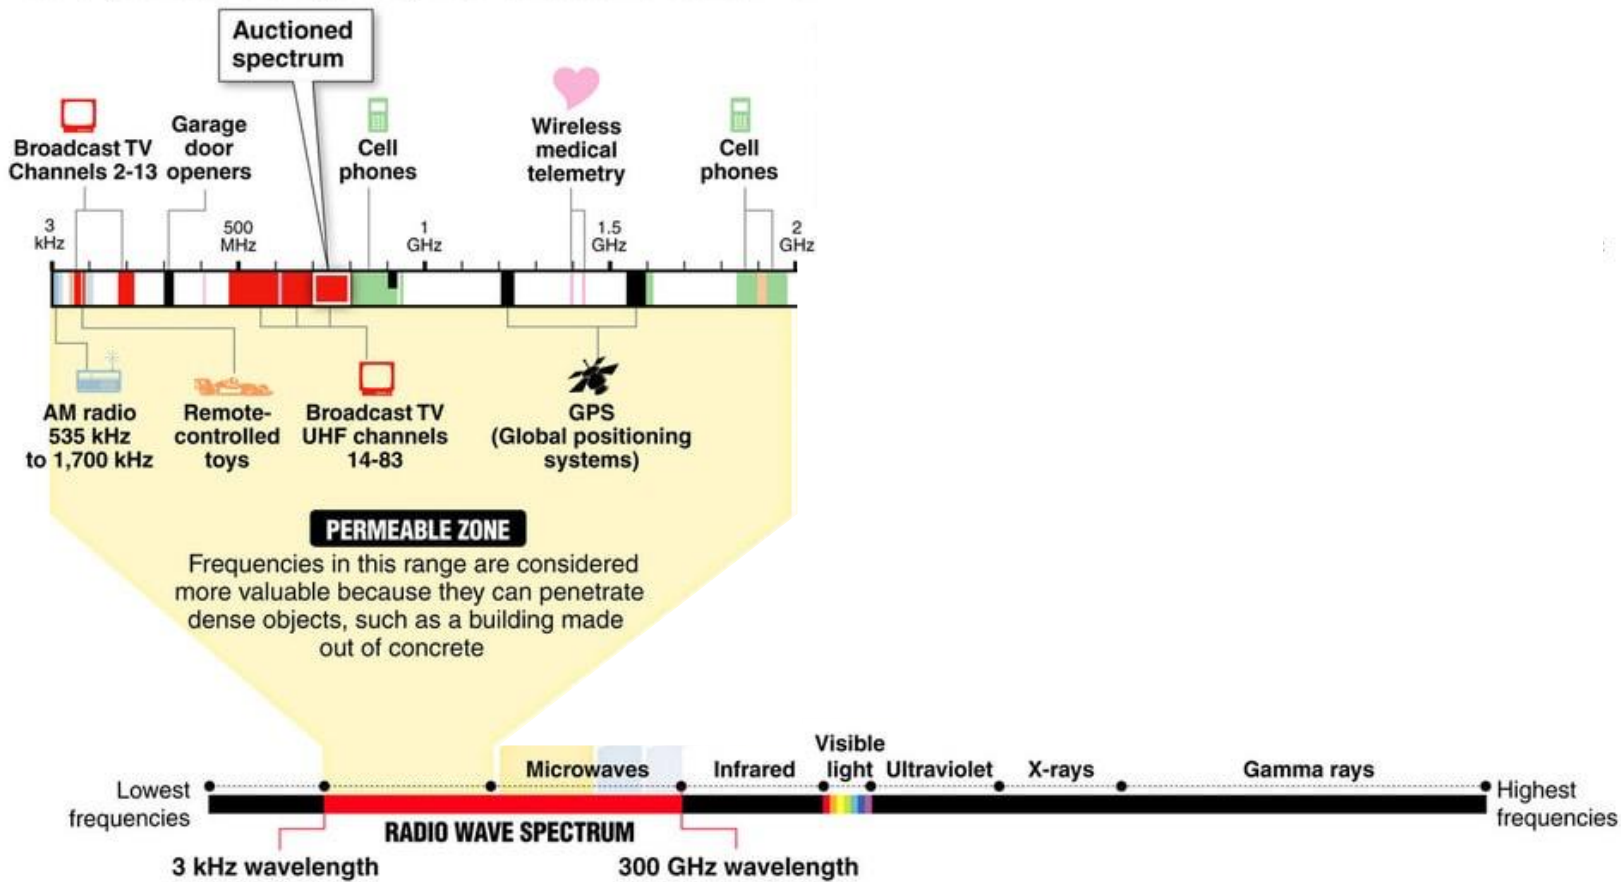 Auctioned
spectrum
Broadcast TV
Channels 2-13
Garage
door
openers
Cell
phones
Wireless
medical
telemetry
Cell
phones
3
kHz
500
MHz
1
GHz
1.5
GHz
2
GHz
AM radio
535 kHz
to 1,700 kHz
Remote-
controlled
toys
Broadcast TV
UHF channels
14-83
GPS
(Global positioning
systems)
PERMEABLE ZONE
Frequencies in this range are considered
more valuable because they can penetrate
dense objects, such as a building made
out of concrete
Lowest
frequencies
Microwaves
Infrared
Visible
light
Ultraviolet
X-rays
Gamma rays
Highest
frequencies
RADIO WAVE SPECTRUM
3 kHz wavelength
300 GHz wavelength